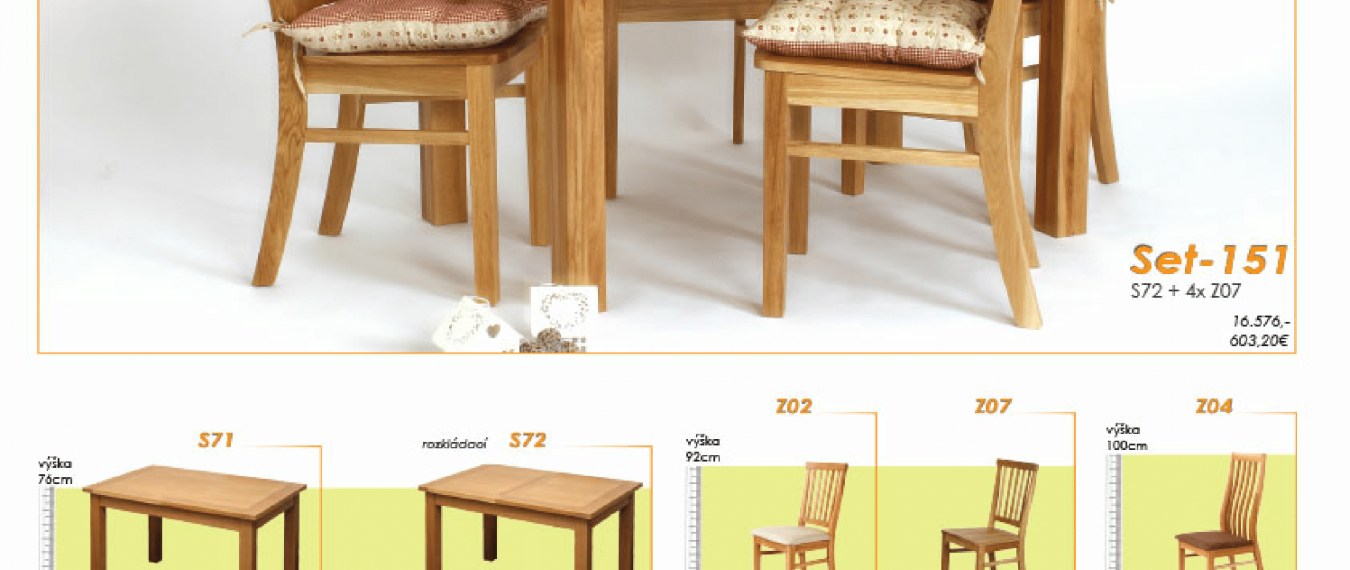 Set-151
S72 + 4x Z07
16.576,-
603,20€
S71
rozkládací S72
Z02
Z07
Z04
výška
76cm
výška
92cm
výška
100cm